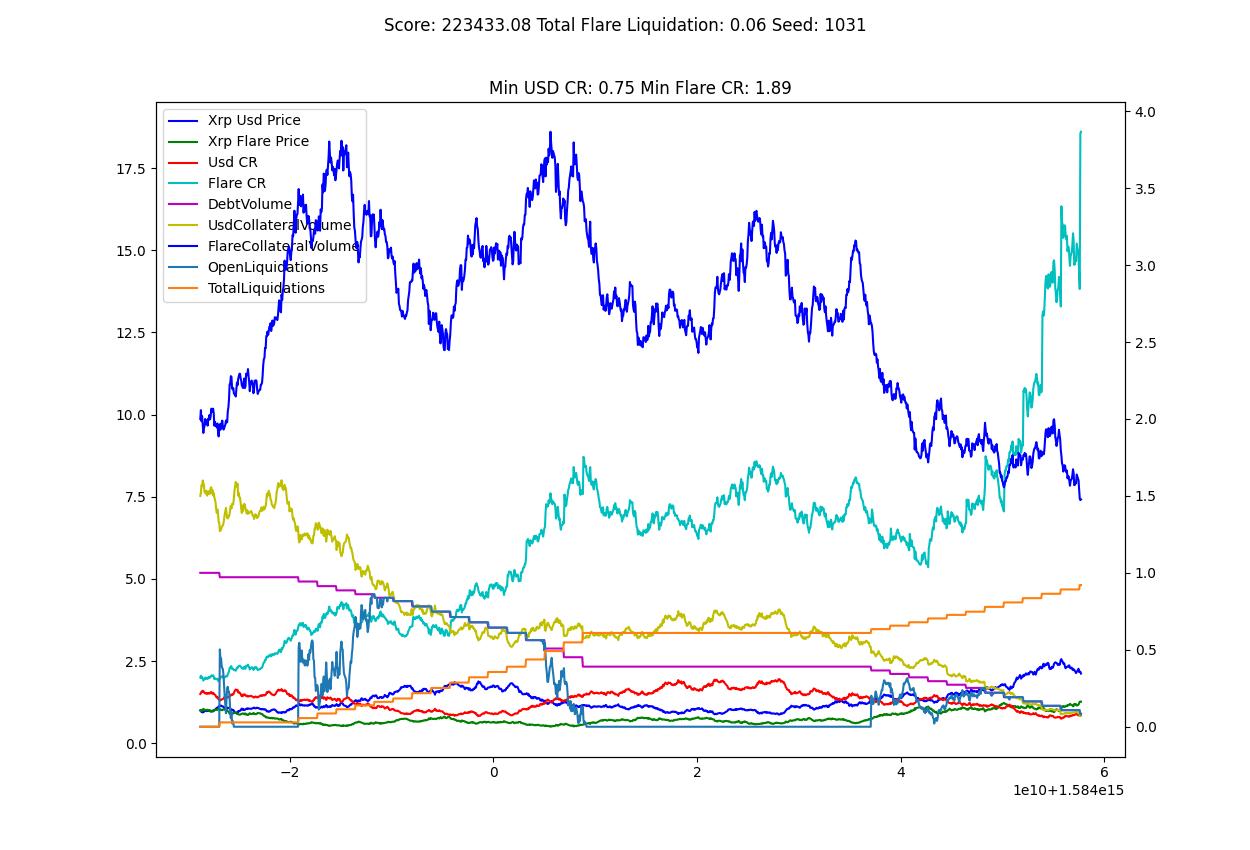 Score: 223433.08 Total Flare Liquidation: 0.06 Seed: 1031
Min USD CR: 0.75 Min Flare CR: 1.89
Xrp Usd Price
Xrp Flare Price
Usd CR
Flare CR
DebtVolume
UsdCollateralVolume
FlareCollateralVolume
OpenLiquidations
TotalLiquidations
17.5
15.0
12.5
10.0
7.5
5.0
2.5
0.0
4.0
3.5
3.0
2.5
2.0
1.5
1.0
0.5
0.0
−2 0 2 4 6
1e10+1.584e15